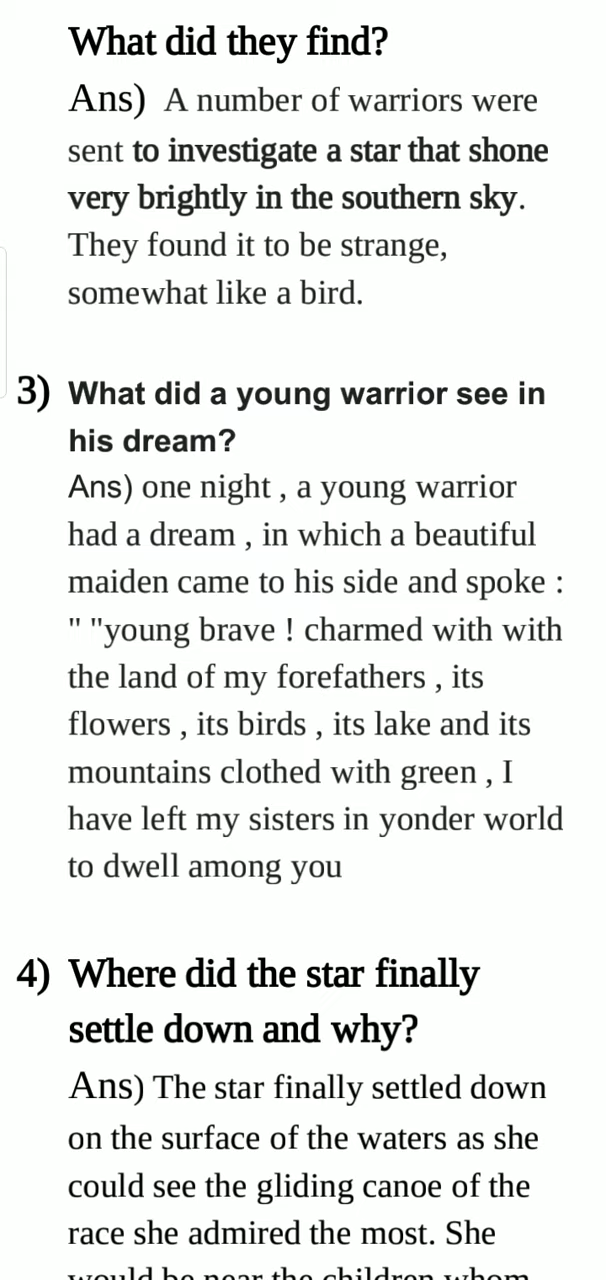 What did they find?
Ans) A number of warriors were
sent to investigate a star that shone
very brightly in the southern sky.
They found it to be strange,
somewhat like a bird.
3) What did a young warrior see in
his dream?
Ans) one night , a young warrior
had a dream , in which a beautiful
maiden came to his side and spoke :
" "young brave ! charmed with with
the land of my forefathers , its
flowers , its birds , its lake and its
mountains clothed with green , I
have left my sisters in yonder world
to dwell among you
4) Where did the star finally
settle down and why?
Ans) The star finally settled down
on the surface of the waters as she
could see the gliding canoe of the
race she admired the most. She
would be near the children whom